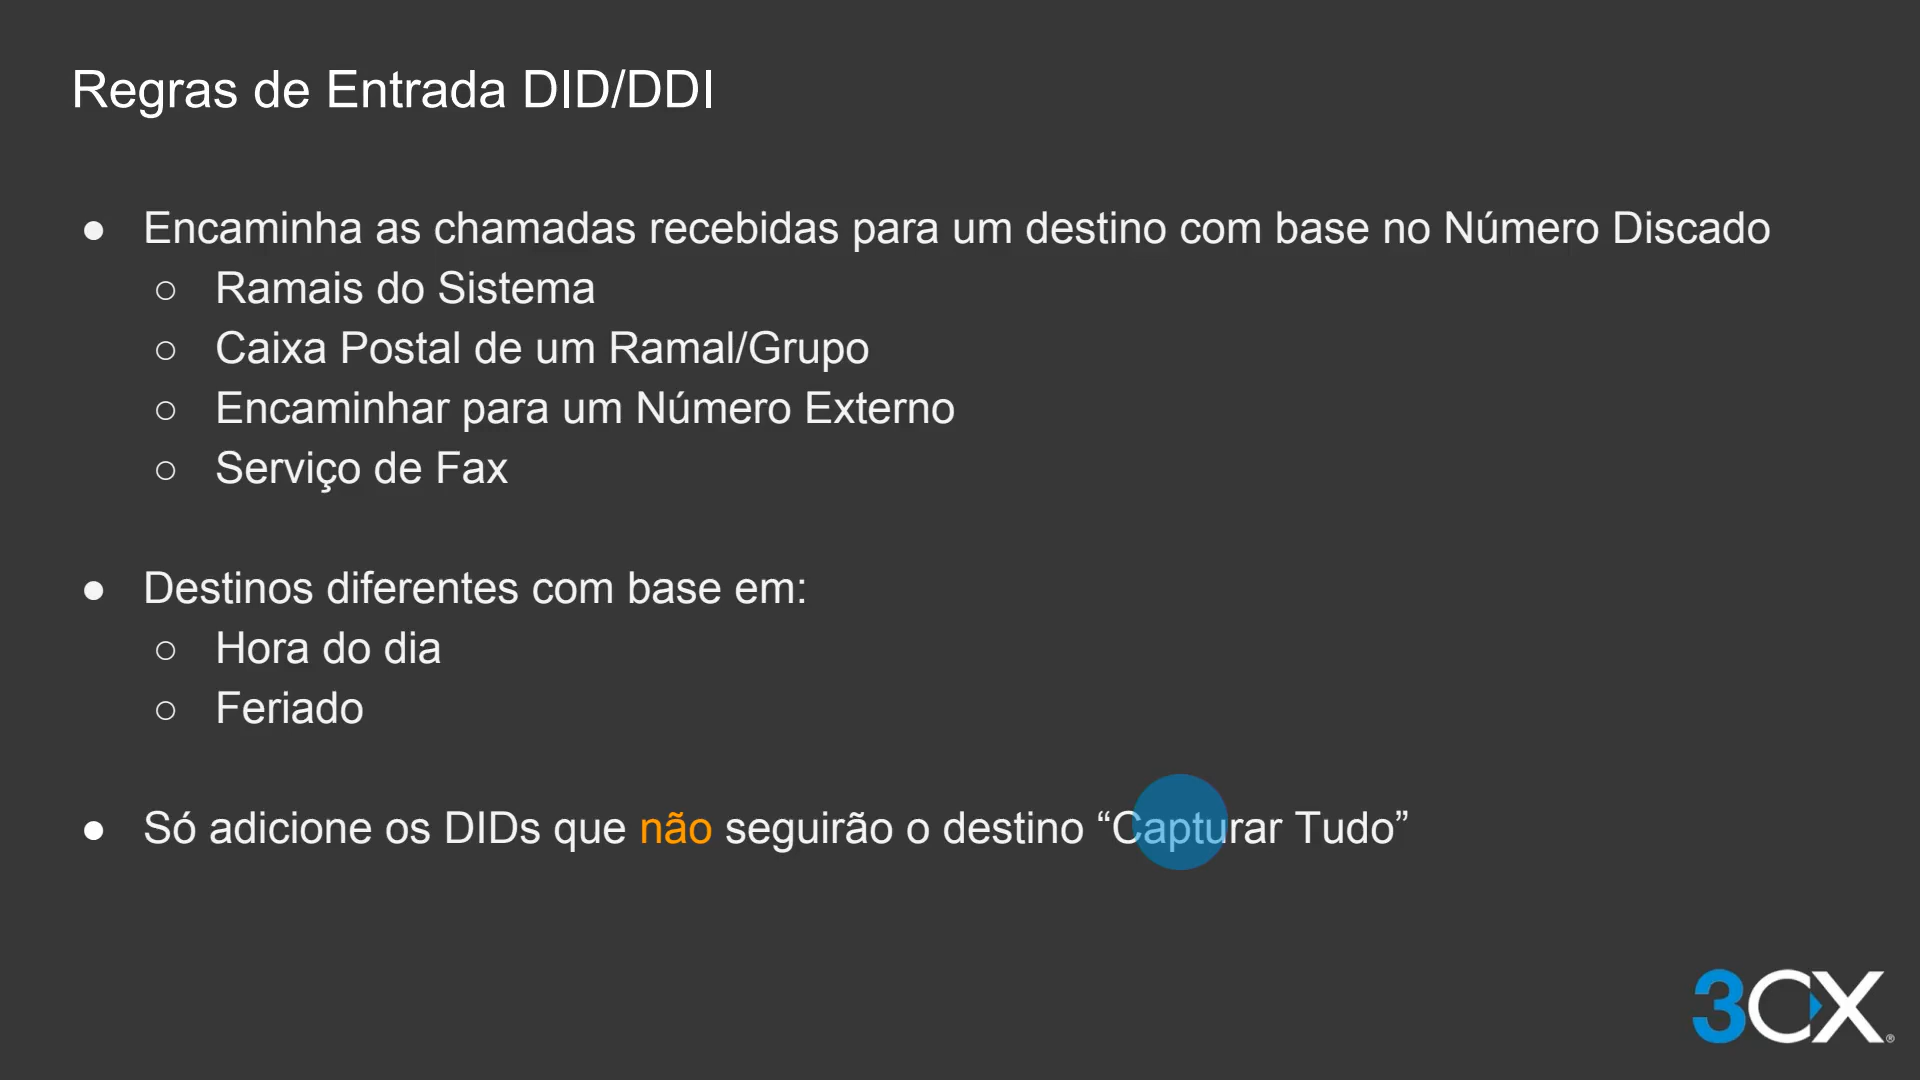 Regras de Entrada DID/DDI
● Encaminha as chamadas recebidas para um destino com base no Número Discado
○ Ramais do Sistema
○ Caixa Postal de um Ramal/Grupo
○ Encaminhar para um Número Externo
○ Serviço de Fax
● Destinos diferentes com base em:
○ Hora do dia
○ Feriado
● Só adicione os DIDs que não seguirão o destino “Capturar Tudo”
3CX®